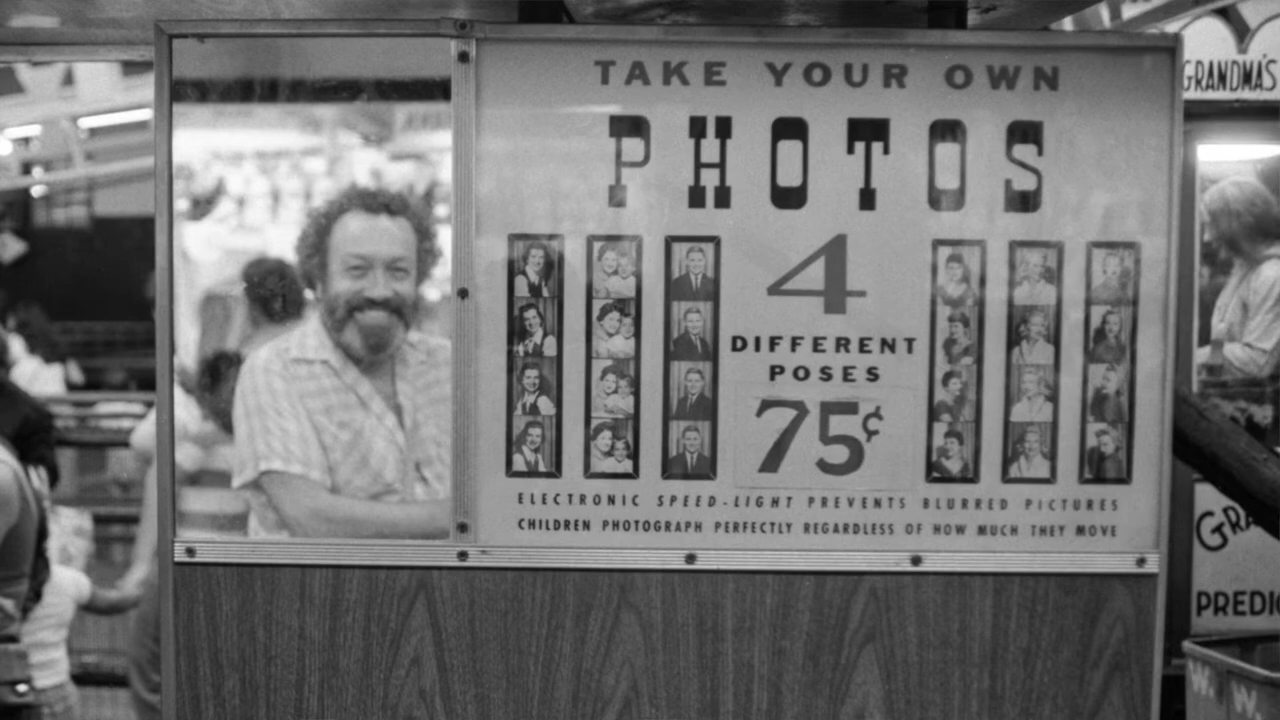 TAKE YOUR OWN
PHOTOS
4
DIFFERENT
POSES
75¢
ELECTRONIC SPEED-LIGHT PREVENTS BLURRED PICTURES
CHILDREN PHOTOGRAPH PERFECTLY REGARDLESS OF HOW MUCH THEY MOVE
GRANDMA'S
W. W.